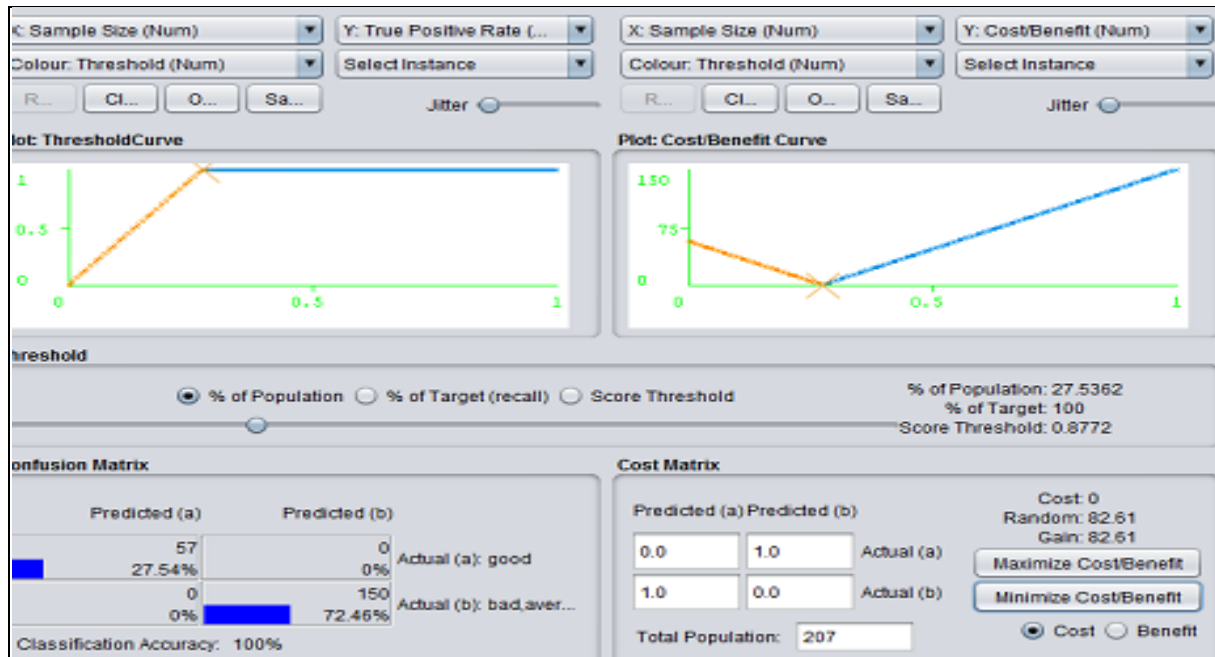 X: Sample Size (Num) Y: True Positive Rate (... X: Sample Size (Num) Y: Cost/Benefit (Num)
Colour: Threshold (Num) Select Instance Colour: Threshold (Num) Select Instance
R... Cl... O... Sa... Jitter R... Cl... O... Sa... Jitter
lot: ThresholdCurve Plot: Cost/Benefit Curve
1 150
0.5 75
0 0
0 0.5 1 0 0.5 1
hreshold
% of Population % of Target (recall) Score Threshold
% of Population: 27.5362
% of Target: 100
Score Threshold: 0.8772
onfusion Matrix
Predicted (a) Predicted (b)
57 0
27.54% 0% Actual (a): good
0 150
0% 72.46% Actual (b): bad,aver...
Classification Accuracy: 100%
Cost Matrix
Predicted (a) Predicted (b)
0.0 1.0 Actual (a)
1.0 0.0 Actual (b)
Total Population: 207
Cost: 0
Random: 82.61
Gain: 82.61
Maximize Cost/Benefit
Minimize Cost/Benefit
Cost Benefit